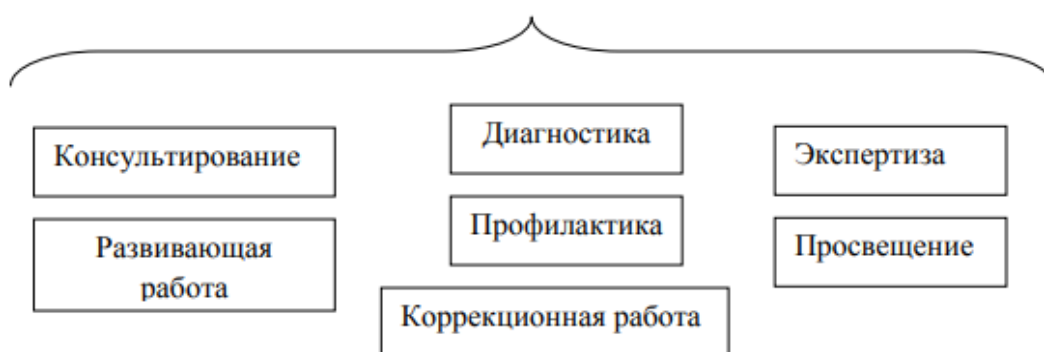 Консультирование
Развивающая
работа
Диагностика
Профилактика
Коррекционная работа
Экспертиза
Просвещение